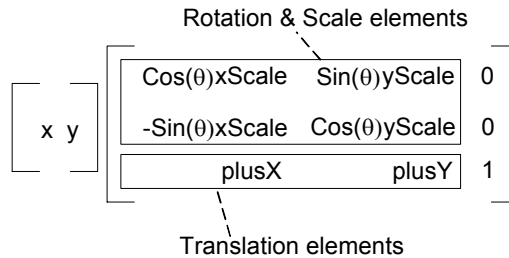 Rotation & Scale elements
Cos(θ)xScale Sin(θ)yScale 0
x y
-Sin(θ)xScale Cos(θ)yScale 0
plusX plusY 1
Translation elements